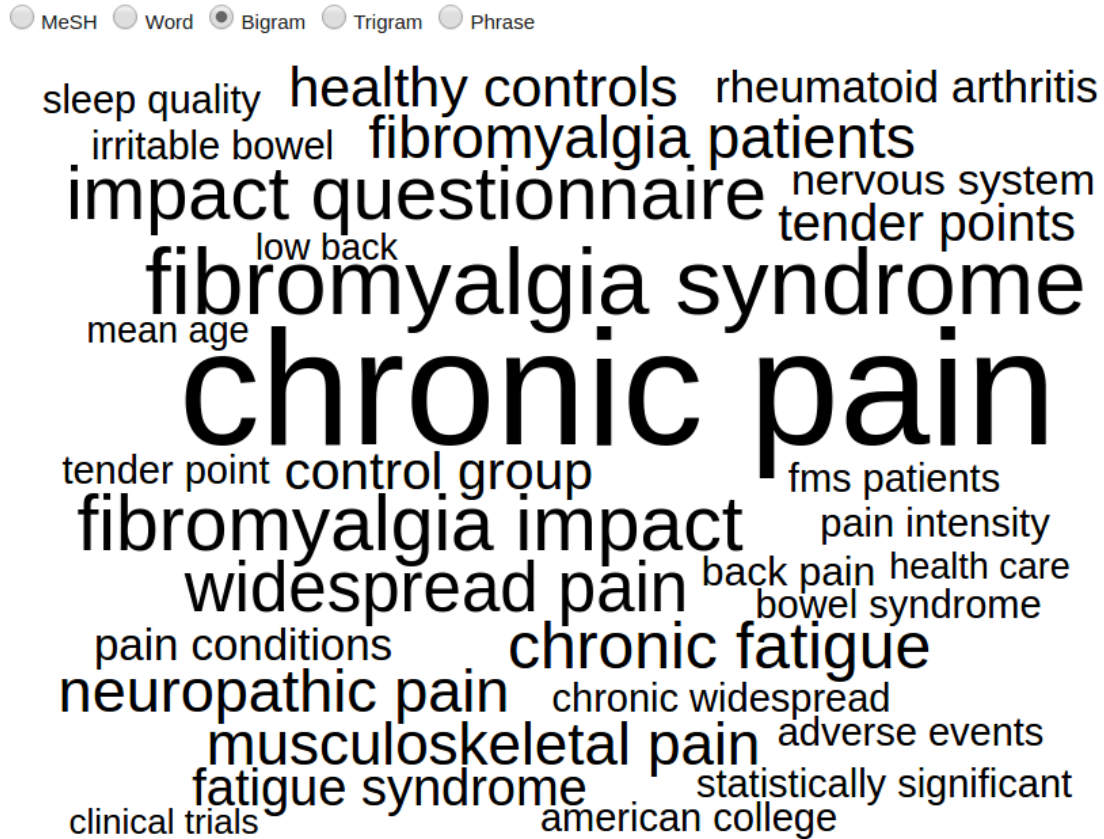 MeSH Word Bigram Trigram Phrase
sleep quality healthy controls rheumatoid arthritis
irritable bowel fibromyalgia patients
impact questionnaire nervous system
tender points
low back
fibromyalgia syndrome
mean age
chronic pain
tender point control group fms patients
fibromyalgia impact pain intensity
widespread pain back pain health care
bowel syndrome
pain conditions chronic fatigue
neuropathic pain chronic widespread
musculoskeletal pain adverse events
fatigue syndrome statistically significant
clinical trials american college